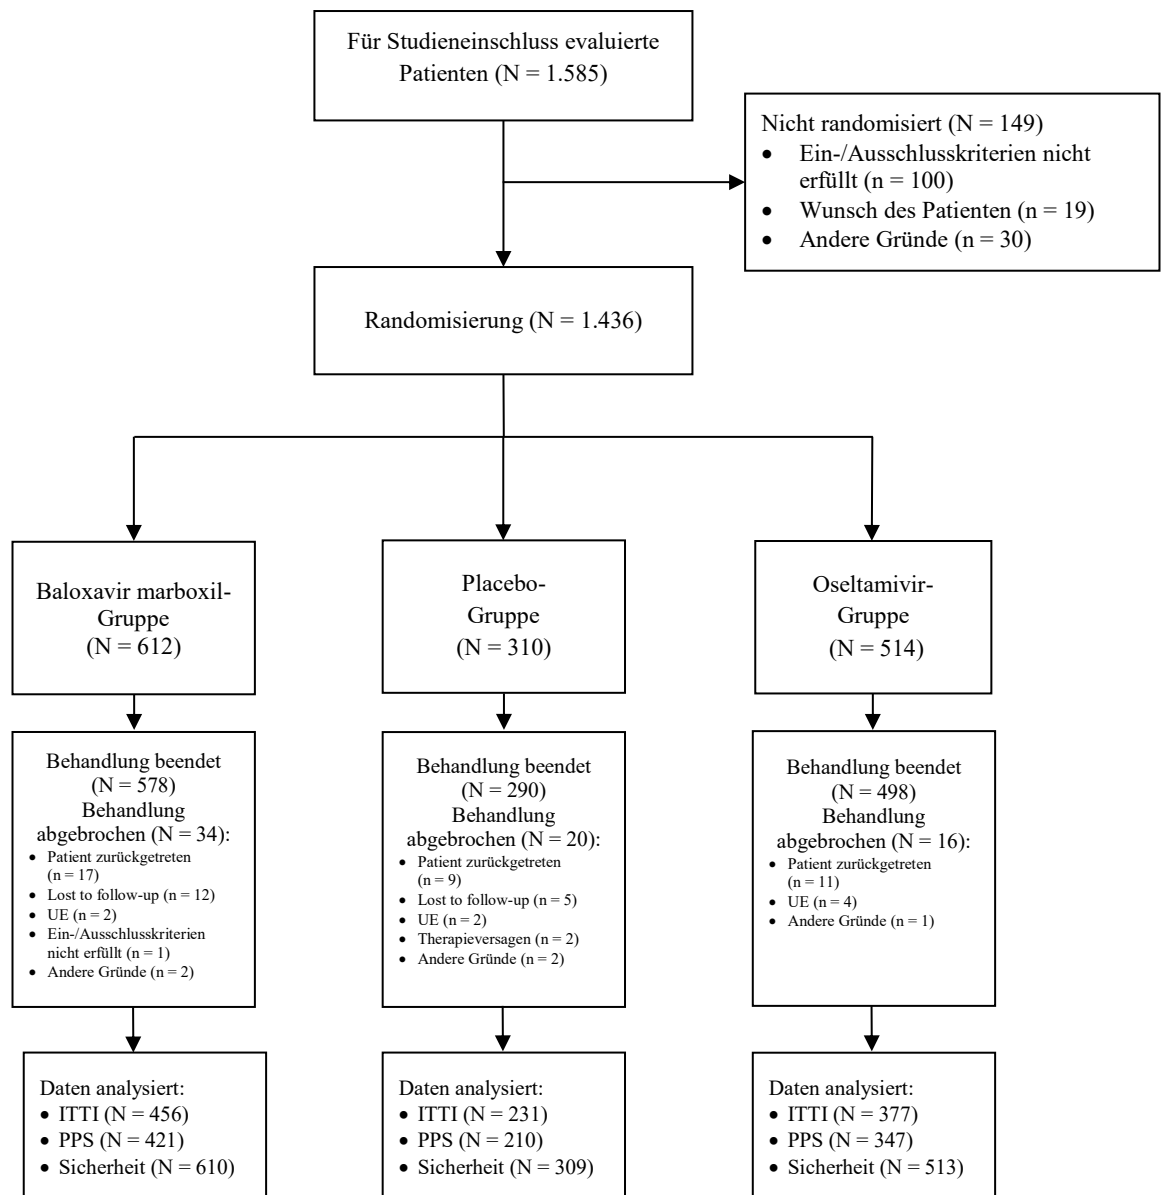 Für Studieneinschluss evaluierte
Patienten (N = 1.585)
Nicht randomisiert (N = 149)
• Ein-/Ausschlusskriterien nicht
erfüllt (n = 100)
• Wunsch des Patienten (n = 19)
• Andere Gründe (n = 30)
Randomisierung (N = 1.436)
Baloxavir marboxil-
Gruppe
(N = 612)
Placebo-
Gruppe
(N = 310)
Oseltamivir-
Gruppe
(N = 514)
Behandlung beendet
(N = 578)
Behandlung
abgebrochen (N = 34):
• Patient zurückgetreten
(n = 17)
• Lost to follow-up (n = 12)
• UE (n = 2)
• Ein-/Ausschlusskriterien
nicht erfüllt (n = 1)
• Andere Gründe (n = 2)
Behandlung beendet
(N = 290)
Behandlung
abgebrochen (N = 20):
• Patient zurückgetreten
(n = 9)
• Lost to follow-up (n = 5)
• UE (n = 2)
• Therapieversagen (n = 2)
• Andere Gründe (n = 2)
Behandlung beendet
(N = 498)
Behandlung
abgebrochen (N = 16):
• Patient zurückgetreten
(n = 11)
• UE (n = 4)
• Andere Gründe (n = 1)
Daten analysiert:
• ITTI (N = 456)
• PPS (N = 421)
• Sicherheit (N = 610)
Daten analysiert:
• ITTI (N = 231)
• PPS (N = 210)
• Sicherheit (N = 309)
Daten analysiert:
• ITTI (N = 377)
• PPS (N = 347)
• Sicherheit (N = 513)